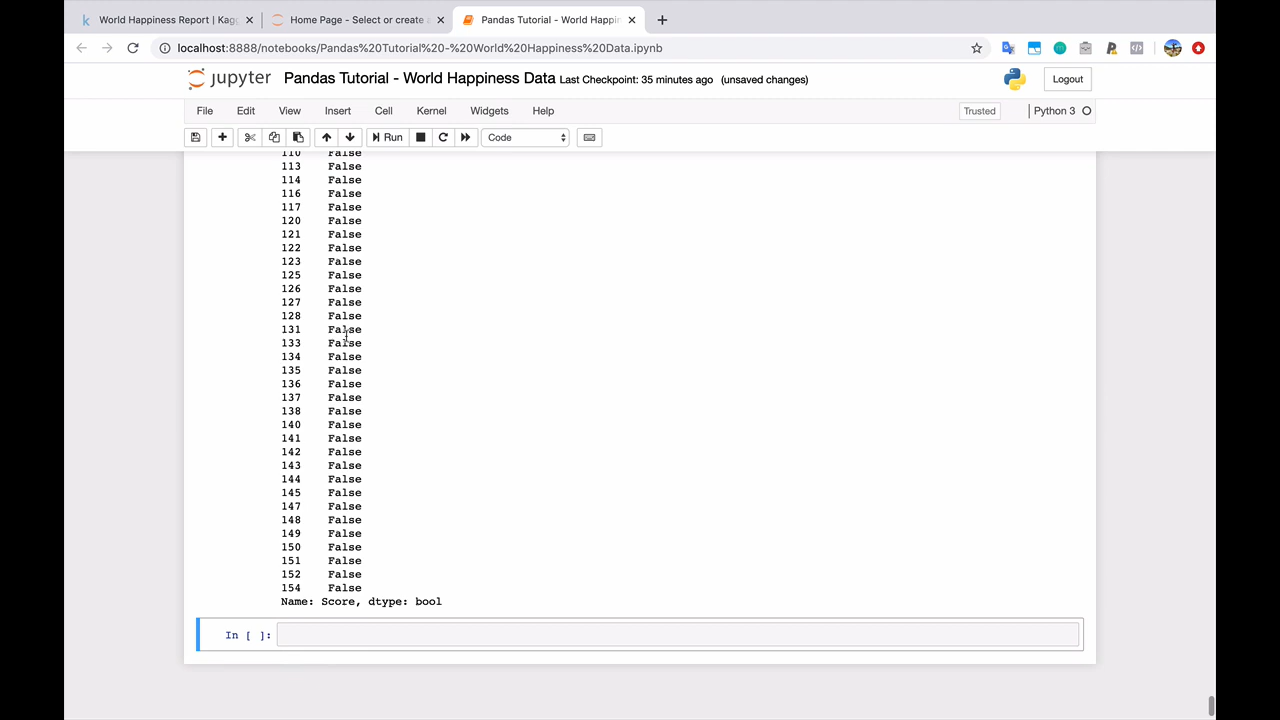 World Happiness Report | Kagg
Home Page - Select or create a
Pandas Tutorial - World Happin
localhost:8888/notebooks/Pandas%20Tutorial%20-%20World%20Happiness%20Data.ipynb
jupyter Pandas Tutorial - World Happiness Data Last Checkpoint: 35 minutes ago (unsaved changes)
Logout
File Edit View Insert Cell Kernel Widgets Help
Trusted
Python 3
Run
Code
110 False
113 False
114 False
116 False
117 False
120 False
121 False
122 False
123 False
125 False
126 False
127 False
128 False
131 False
133 False
134 False
135 False
136 False
137 False
138 False
140 False
141 False
142 False
143 False
144 False
145 False
147 False
148 False
149 False
150 False
151 False
152 False
154 False
Name: Score, dtype: bool
In [ ]: